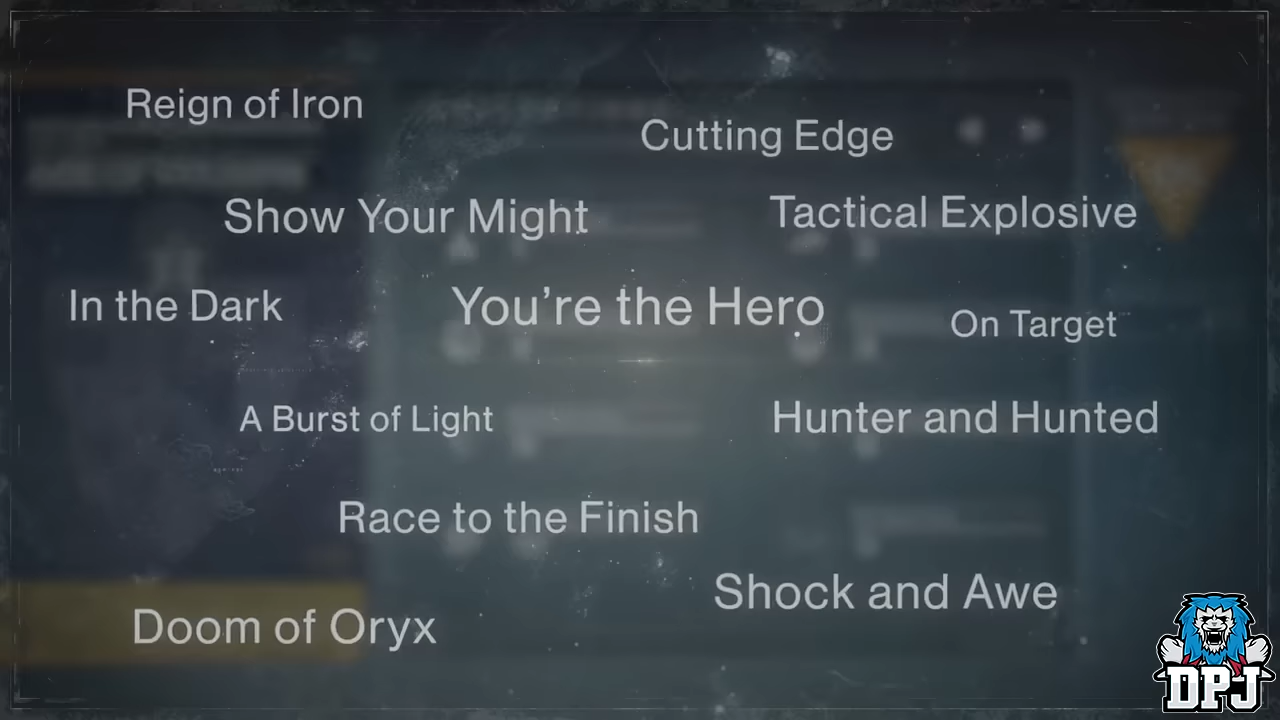 Reign of Iron
Cutting Edge
Show Your Might
Tactical Explosive
In the Dark
You’re the Hero
On Target
A Burst of Light
Hunter and Hunted
Race to the Finish
Shock and Awe
Doom of Oryx
DPJ